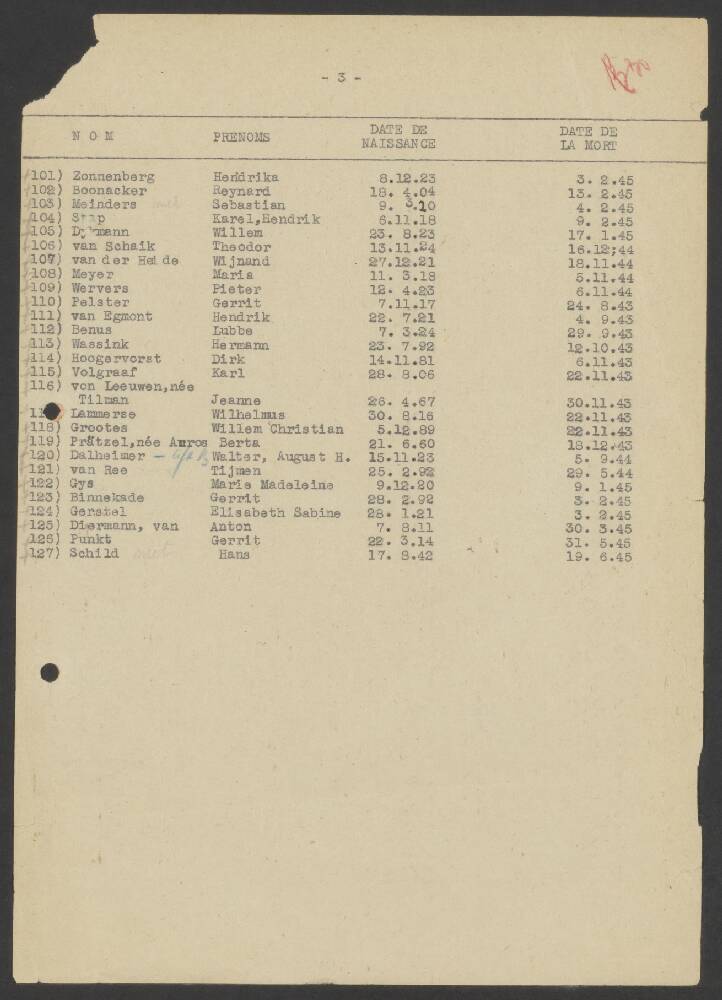 - 3 -
N O M PRENOMS DATE DE NAISSANCE DATE DE LA MORT
101) Zonnenberg Hendrika 8.12.23 3. 2.45
102) Boonacker Reynard 18. 4.04 13. 2.45
103) Meinders Sebastian 9. 3.10 4. 2.45
104) Karel,Hendrik 6.11.18 9. 2.45
105) Willem 23. 8.23 17. 1.45
106) van Schaik Theodor 13.11.24 16.12;44
107) van der Heide Wijnand 27.12.21 18.11.44
108) Meyer Maria 11. 3.18 5.11.44
109) Wervers Pieter 12. 4.23 6.11.44
110) Pelster Gerrit 7.11.17 24. 8.43
111) van Egmont Hendrik 22. 7.21 4. 9.43
112) Benus Lubbe 7. 3.24 29. 9.43
113) Wassink Hermann 23. 7.92 12.10.43
114) Hoogervorst Dirk 14.11.81 6.11.43
115) Volgraaf Karl 28. 8.06 22.11.43
116) von Leeuwen,née
Tilman Jeanne 26. 4.67 30.11.43
Lammerse Wilhelmus 30. 8.16 22.11.43
118) Grootes Willem Christian 5.12.89 22.11.43
119) Prätzel,née Auros Berta 21. 6.60 18.12.43
120) Dalheimer Walter, August H. 15.11.23 5. 9.44
121) van Ree Tijmen 25. 2.92 29. 5.44
122) Gys Marie Madeleine 9.12.20 9. 1.45
123) Binnekade Gerrit 28. 2.92 3. 2.45
124) Gerstel Elisabeth Sabine 28. 1.21 3. 2.45
125) Diermann, van Anton 7. 8.11 30. 3.45
126) Punkt Gerrit 22. 3.14 31. 5.45
127) Schild Hans 17. 8.42 19. 6.45